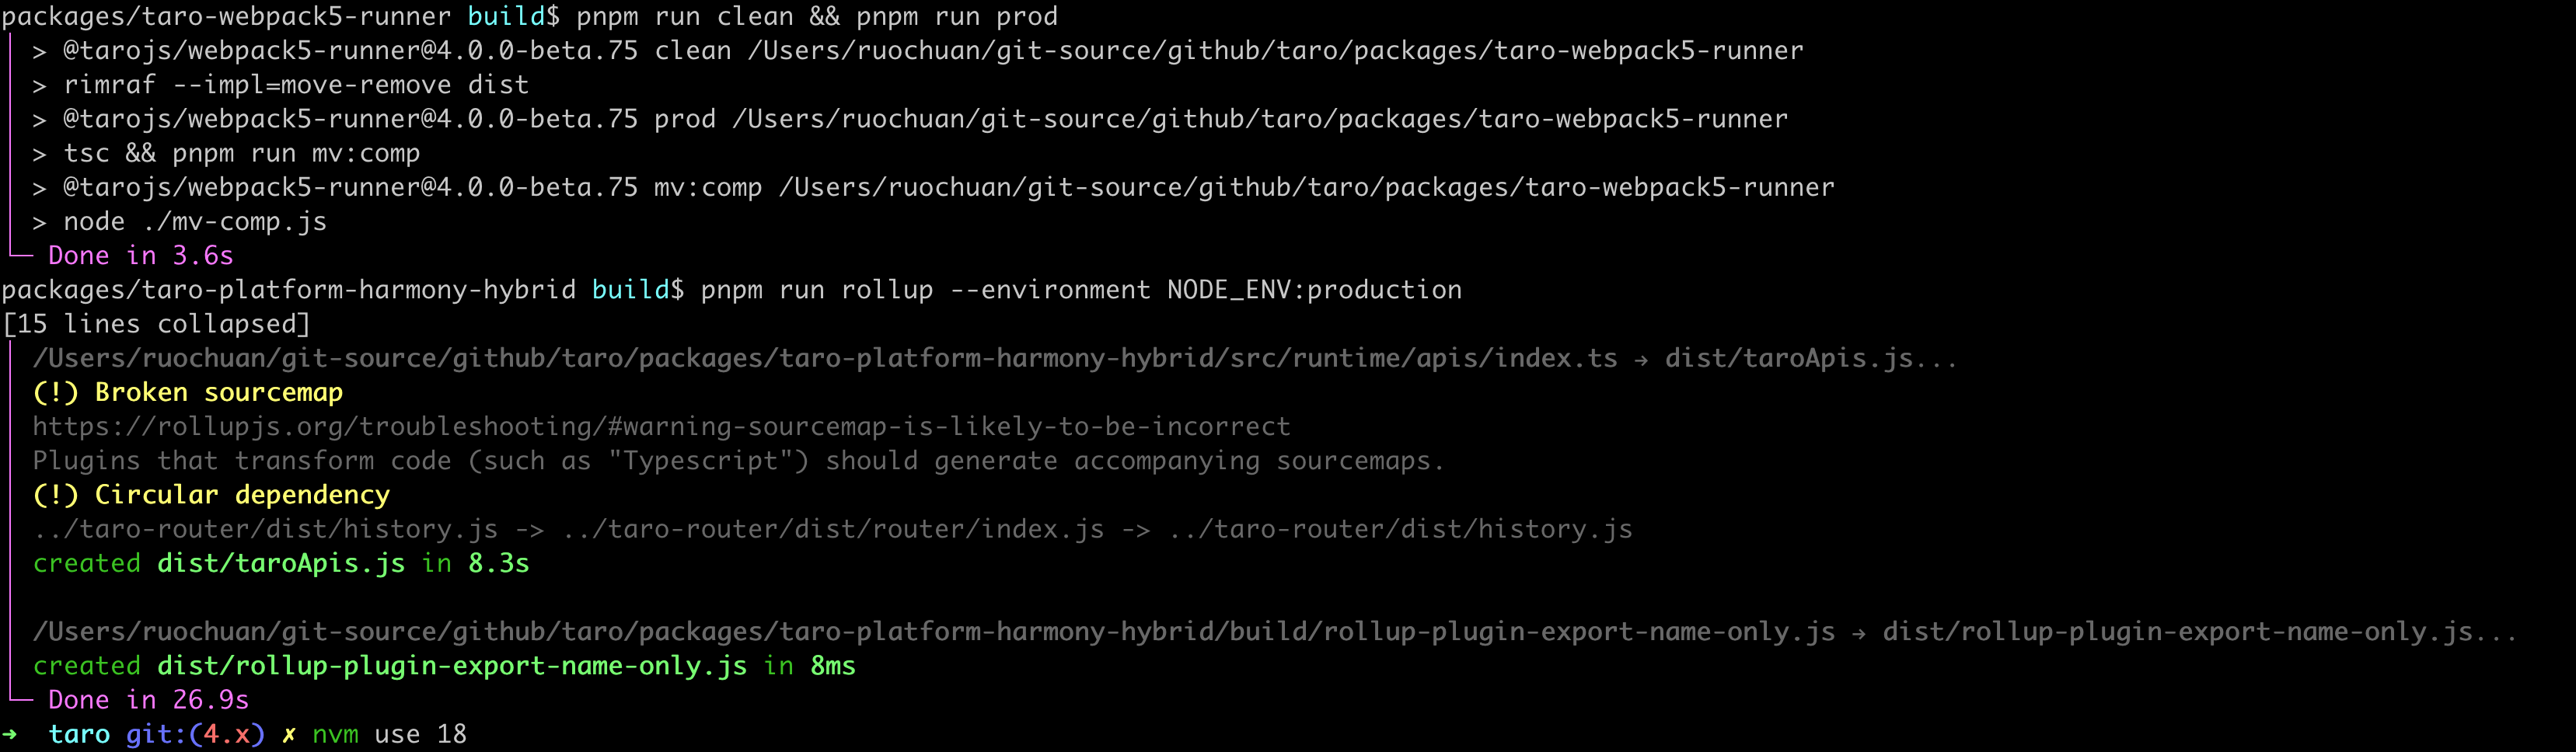 packages/taro-webpack5-runner build$ pnpm run clean && pnpm run prod
> @tarojs/webpack5-runner@4.0.0-beta.75 clean /Users/ruochuan/git-source/github/taro/packages/taro-webpack5-runner
> rimraf --impl=move-remove dist
> @tarojs/webpack5-runner@4.0.0-beta.75 prod /Users/ruochuan/git-source/github/taro/packages/taro-webpack5-runner
> tsc && pnpm run mv:comp
> @tarojs/webpack5-runner@4.0.0-beta.75 mv:comp /Users/ruochuan/git-source/github/taro/packages/taro-webpack5-runner
> node ./mv-comp.js
Done in 3.6s
packages/taro-platform-harmony-hybrid build$ pnpm run rollup --environment NODE_ENV:production
[15 lines collapsed]
/Users/ruochuan/git-source/github/taro/packages/taro-platform-harmony-hybrid/src/runtime/apis/index.ts → dist/taroApis.js...
(!) Broken sourcemap
https://rollupjs.org/troubleshooting/#warning-sourcemap-is-likely-to-be-incorrect
Plugins that transform code (such as "Typescript") should generate accompanying sourcemaps.
(!) Circular dependency
../taro-router/dist/history.js -> ../taro-router/dist/router/index.js -> ../taro-router/dist/history.js
created dist/taroApis.js in 8.3s
/Users/ruochuan/git-source/github/taro/packages/taro-platform-harmony-hybrid/build/rollup-plugin-export-name-only.js → dist/rollup-plugin-export-name-only.js...
created dist/rollup-plugin-export-name-only.js in 8ms
Done in 26.9s
➜ taro git:(4.x) ✗ nvm use 18